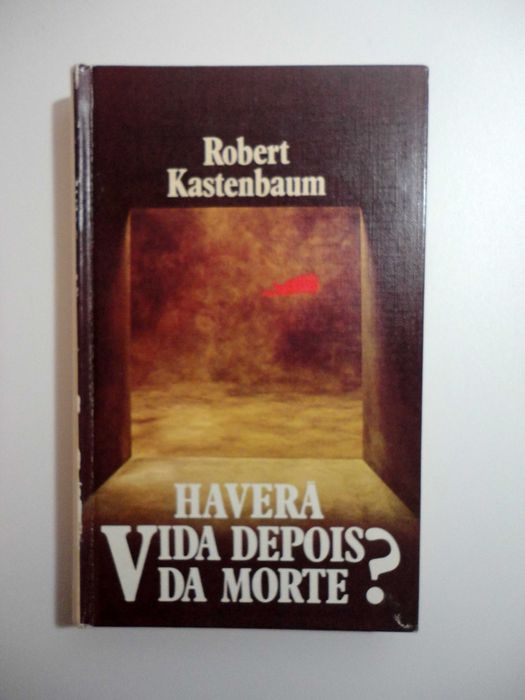 Robert
Kastenbaum
HAVERÁ
VIDA DEPOIS
DA MORTE?